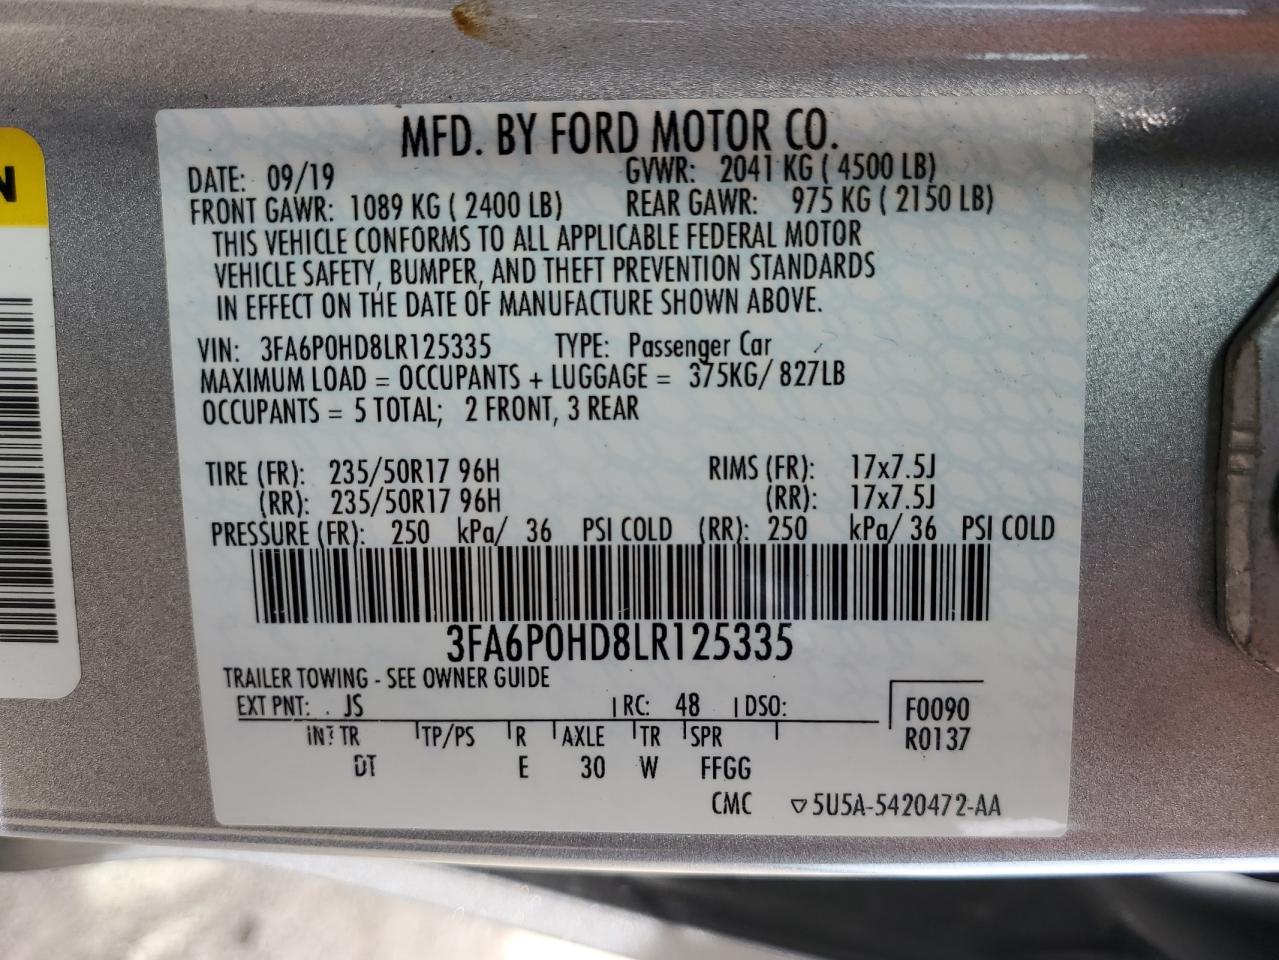 N
MFD. BY FORD MOTOR CO.
DATE: 09/19 GVWR: 2041 KG ( 4500 LB)
FRONT GAWR: 1089 KG ( 2400 LB) REAR GAWR: 975 KG ( 2150 LB)
THIS VEHICLE CONFORMS TO ALL APPLICABLE FEDERAL MOTOR
VEHICLE SAFETY, BUMPER, AND THEFT PREVENTION STANDARDS
IN EFFECT ON THE DATE OF MANUFACTURE SHOWN ABOVE.
VIN: 3FA6P0HD8LR125335 TYPE: Passenger Car
MAXIMUM LOAD = OCCUPANTS + LUGGAGE = 375KG/ 827LB
OCCUPANTS = 5 TOTAL; 2 FRONT, 3 REAR
TIRE (FR): 235/50R17 96H RIMS (FR): 17x7.5J
(RR): 235/50R17 96H (RR): 17x7.5J
PRESSURE (FR): 250 kPa/ 36 PSI COLD (RR): 250 kPa/ 36 PSI COLD
3FA6P0HD8LR125335
TRAILER TOWING - SEE OWNER GUIDE
EXT PNT: JS RC: 48 DSO: F0090
INT TR TP/PS R AXLE TR SPR R0137
DT E 30 W FFGG
CMC ▽5U5A-5420472-AA